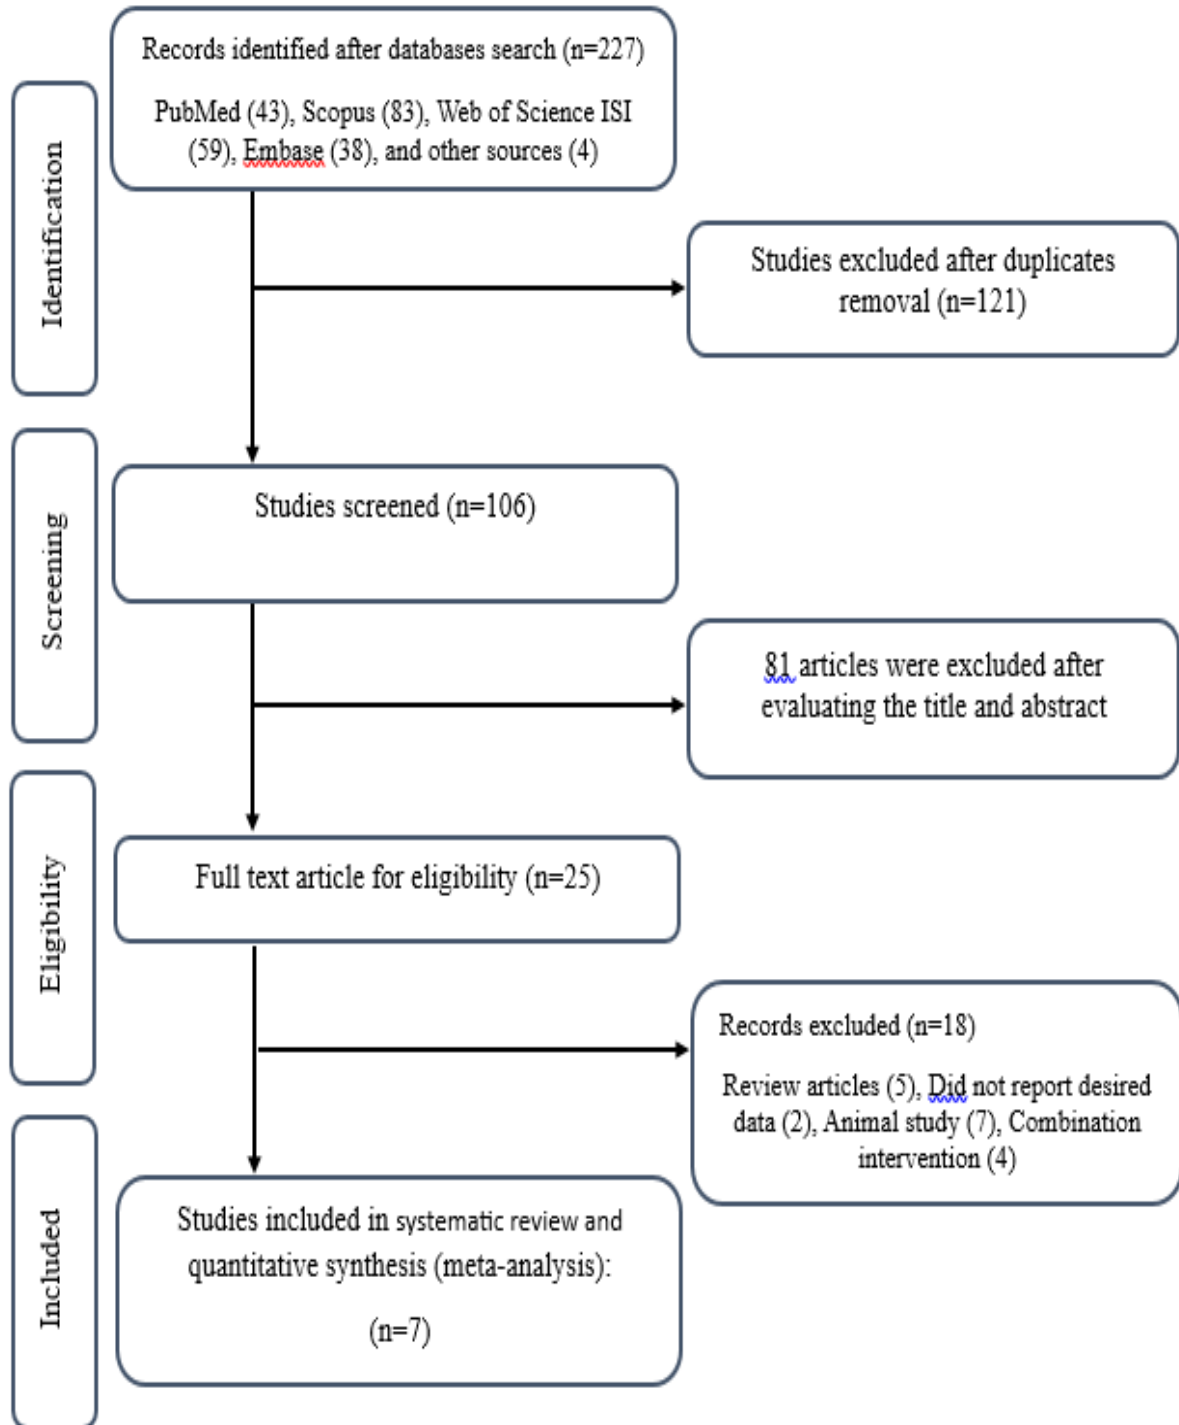 Records identified after databases search (n=227)
PubMed (43), Scopus (83), Web of Science ISI
(59), Embase (38), and other sources (4)
Identification
Studies excluded after duplicates
removal (n=121)
Screening
Studies screened (n=106)
81 articles were excluded after
evaluating the title and abstract
Eligibility
Full text article for eligibility (n=25)
Records excluded (n=18)
Review articles (5), Did not report desired
data (2), Animal study (7), Combination
intervention (4)
Included
Studies included in systematic review and
quantitative synthesis (meta-analysis):
(n=7)